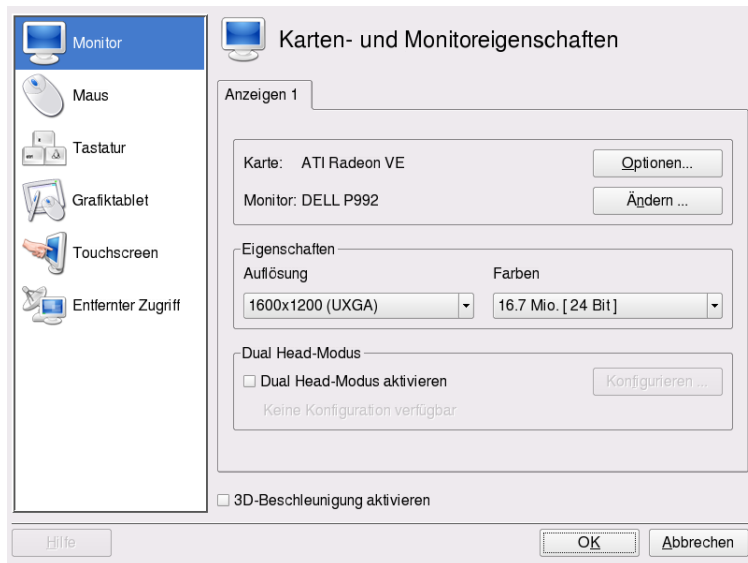 Monitor
Maus
Tastatur
Grafiktablet
Touchscreen
Entfernter Zugriff
Karten- und Monitoreigenschaften
Anzeigen 1
Karte: ATI Radeon VE
Optionen...
Monitor: DELL P992
Ändern ...
Eigenschaften
Auflösung
Farben
1600x1200 (UXGA)
16.7 Mio. [ 24 Bit ]
Dual Head-Modus
Dual Head-Modus aktivieren
Konfigurieren ...
Keine Konfiguration verfügbar
3D-Beschleunigung aktivieren
Hilfe
OK
Abbrechen